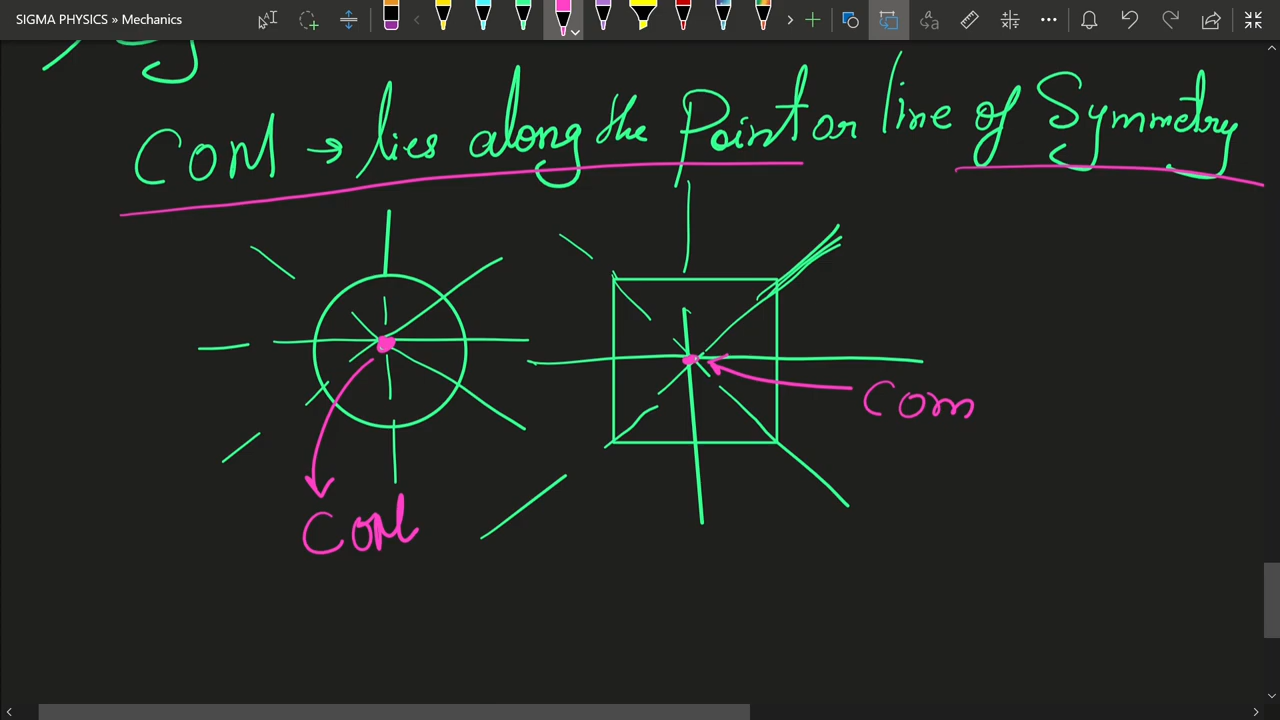 SIGMA PHYSICS » Mechanics
COM → lies along the Point or line of Symmetry
Com
COM